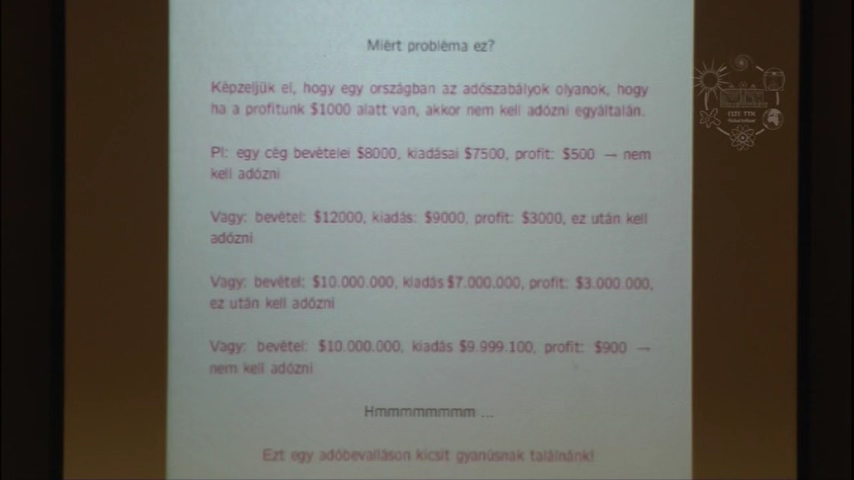 Miért probléma ez?
Képzeljük el, hogy egy országban az adószabályok olyanok, hogy
ha a profitunk $1000 alatt van, akkor nem kell adózni egyáltalán.
Pl: egy cég bevételei $8000, kiadásai $7500, profit: $500 → nem
kell adózni
Vagy: bevétel: $12000, kiadás: $9000, profit: $3000, ez után kell
adózni
Vagy: bevétel: $10.000.000, kiadás $7.000.000, profit: $3.000.000,
ez után kell adózni
Vagy: bevétel: $10.000.000, kiadás $9.999.100, profit: $900 →
nem kell adózni
Hmmmmmmmm ...
Ezt egy adóbevalláson kicsit gyanúsnak találnánk!